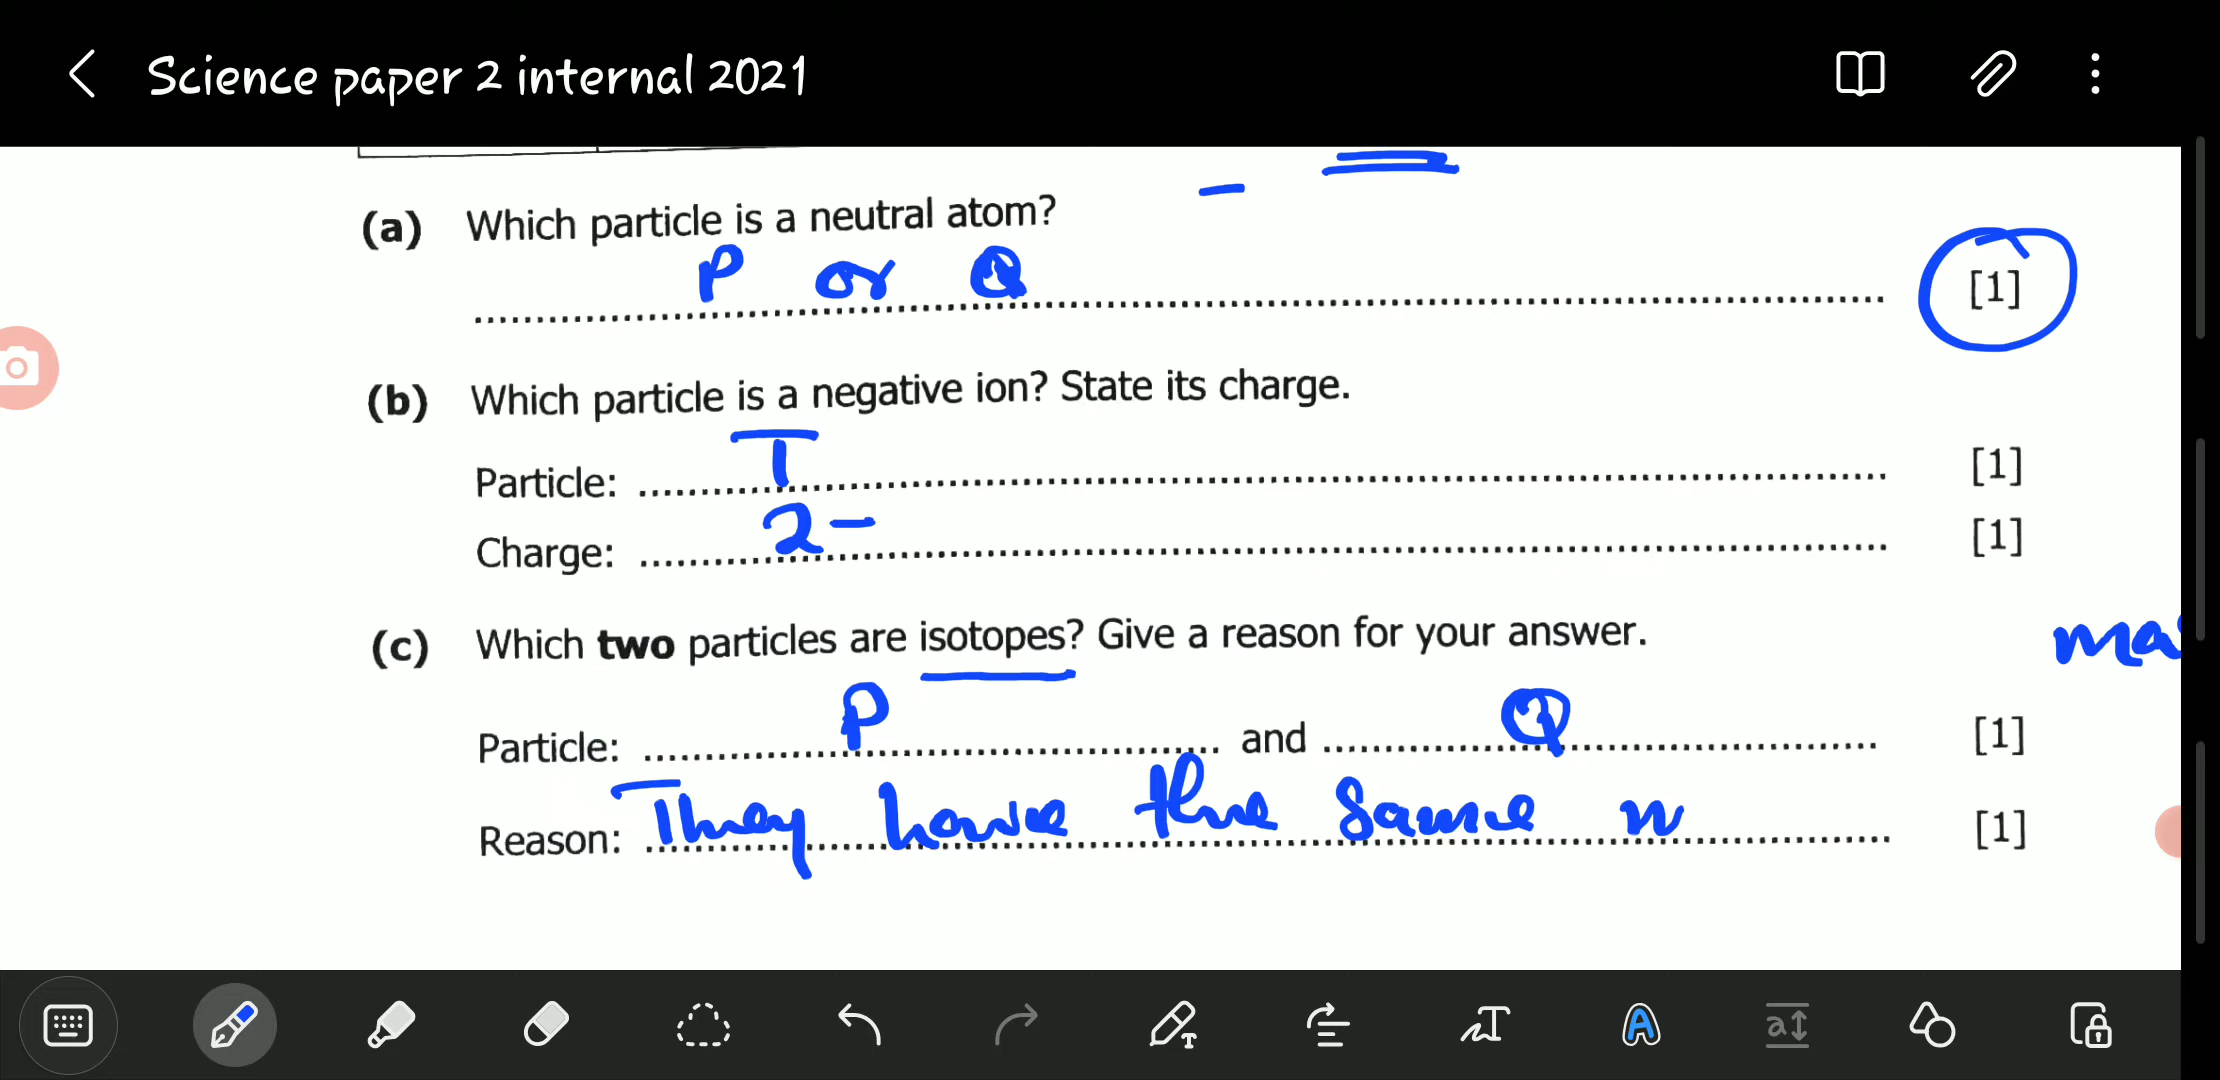 Science paper 2 internal 2021
(a) Which particle is a neutral atom?
P or Q
[1]
(b) Which particle is a negative ion? State its charge.
Particle: T [1]
Charge: 2- [1]
(c) Which two particles are isotopes? Give a reason for your answer.
Particle: P and Q [1]
Reason: They have the same n [1]